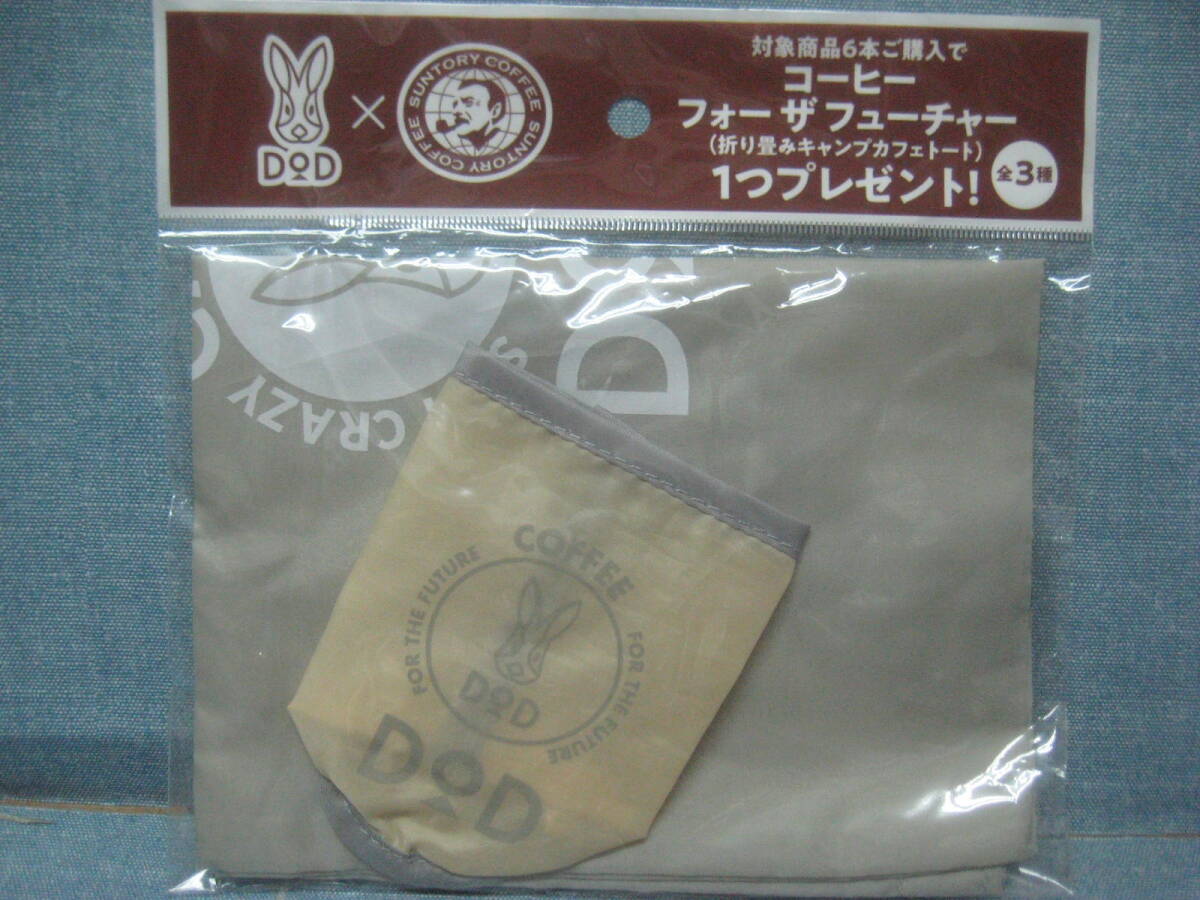 DOD
×
SUNTORY COFFEE SUNTORY COFFEE
対象商品6本ご購入で
コーヒー
フォー ザ フューチャー
(折り畳みキャンプカフェトート)
1つプレゼント!
全3種
CRAZY
COFFEE
FOR THE FUTURE
FOR THE FUTURE
DOD
DOD